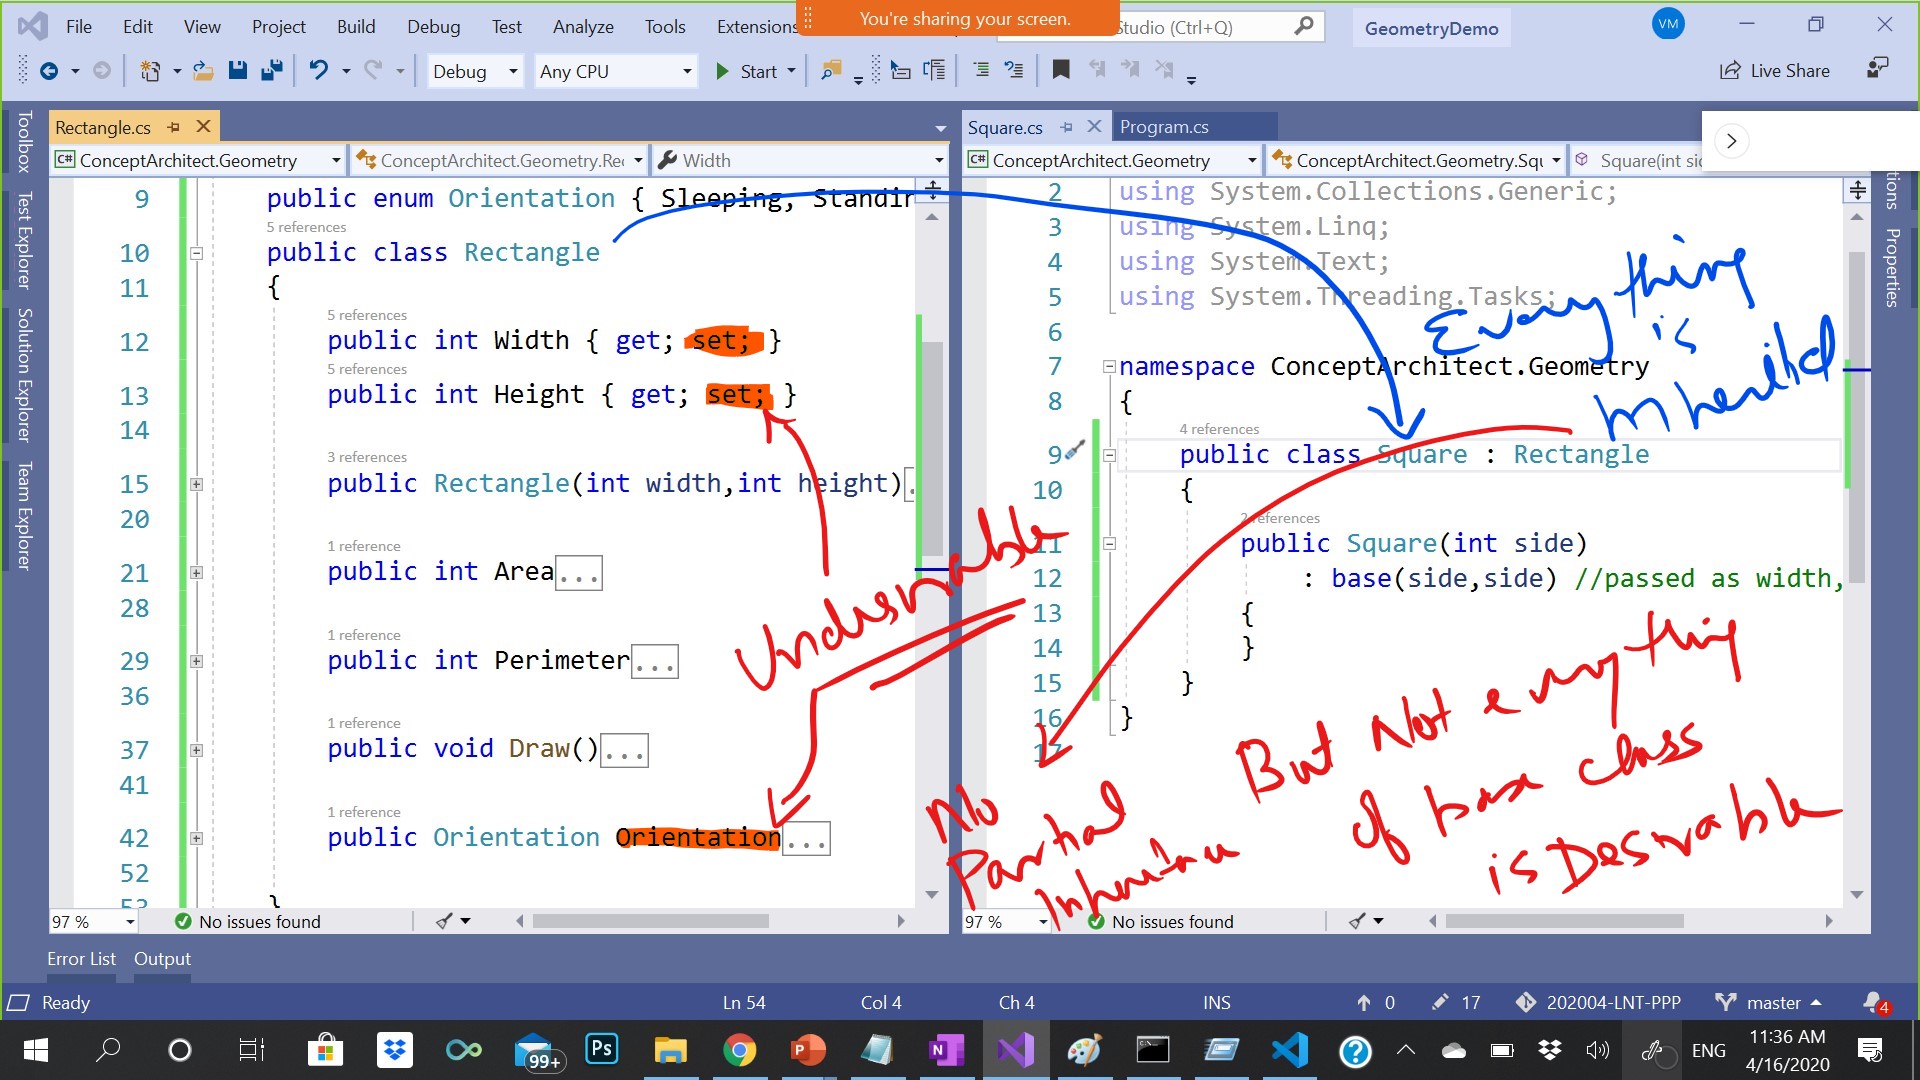 You're sharing your screen.
File Edit View Project Build Debug Test Analyze Tools Extensions
Studio (Ctrl+Q)
GeometryDemo
VM
Debug Any CPU Start Live Share
Toolbox
Test Explorer
Solution Explorer
Team Explorer
Rectangle.cs
C# ConceptArchitect.Geometry ConceptArchitect.Geometry.Rec Width
9 public enum Orientation { Sleeping, Standin
5 references
10 public class Rectangle
11 {
5 references
12 public int Width { get; set; }
5 references
13 public int Height { get; set; }
14
3 references
15 public Rectangle(int width,int height)
20
1 reference
21 public int Area...
28
1 reference
29 public int Perimeter...
36
1 reference
37 public void Draw()...
41
1 reference
42 public Orientation Orientation...
52
53 }
97 % No issues found
Undesirable
Square.cs Program.cs
C# ConceptArchitect.Geometry ConceptArchitect.Geometry.Squ Square(int sid
2 using System.Collections.Generic;
3 using System.Linq;
4 using System.Text;
5 using System.Threading.Tasks;
6
7 namespace ConceptArchitect.Geometry
8 {
4 references
9 public class Square : Rectangle
10 {
2 references
11 public Square(int side)
12 : base(side,side) //passed as width,
13 {
14 }
15 }
16 }
17
97 % No issues found
Everything
is
Inherited
But Not everything
of base class
is Desirable
No
Partial
tions
Properties
Error List Output
Ready Ln 54 Col 4 Ch 4 INS 0 17 202004-LNT-PPP master 4
99+ Ps ENG 11:36 AM
4/16/2020